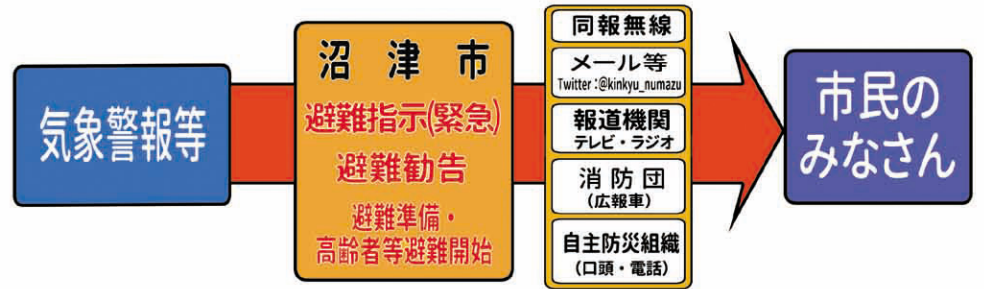 気象警報等
沼津市
避難指示(緊急)
避難勧告
避難準備・
高齢者等避難開始
同報無線
メール等
Twitter:@kinkyu_numazu
報道機関
テレビ・ラジオ
消防団
(広報車)
自主防災組織
(口頭・電話)
市民の
みなさん